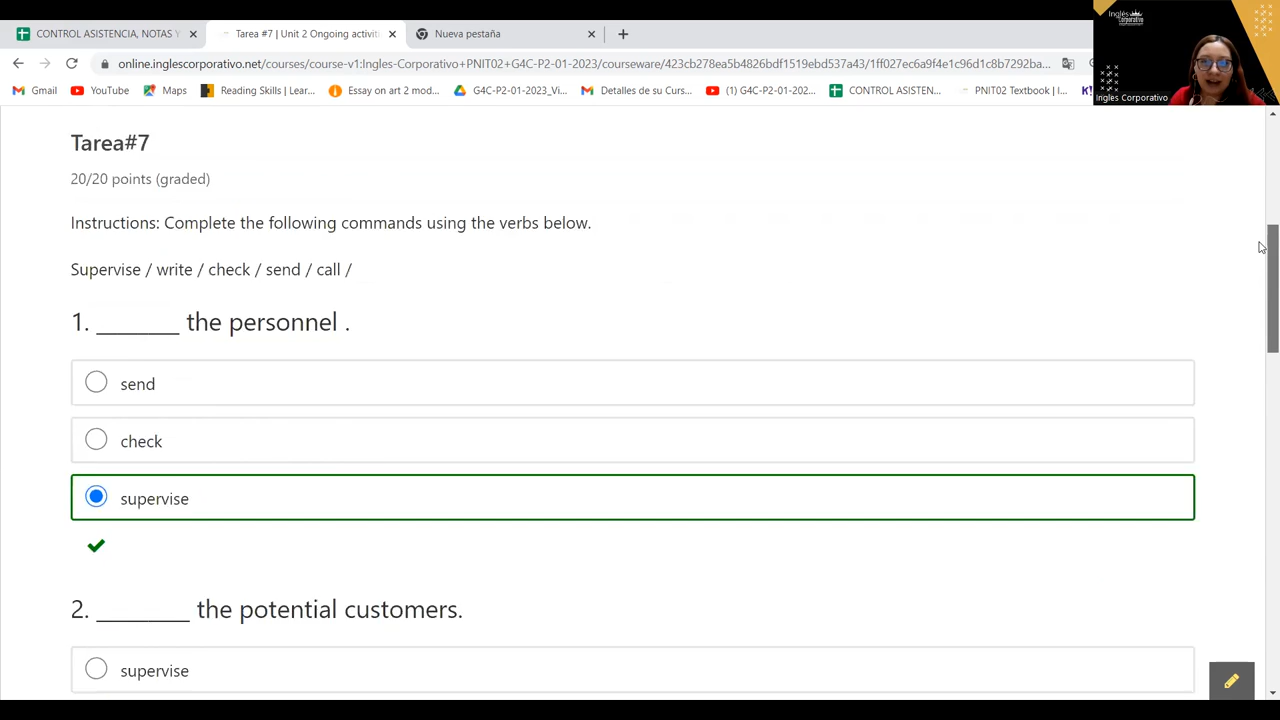 CONTROL ASISTENCIA, NOTAS Y
Tarea #7 | Unit 2 Ongoing activiti
Nueva pestaña
Inglés
Corporativo
online.inglescorporativo.net/courses/course-v1:Ingles-Corporativo+PNIT02+G4C-P2-01-2023/courseware/423cb278ea5b4826bdf1519ebd537a43/1ff027ec6a9f4e1c96d1c8b7292ba...
Gmail
YouTube
Maps
Reading Skills | Lear...
Essay on art 2 mod...
G4C-P2-01-2023_Vi...
Detalles de su Curs...
(1) G4C-P2-01-202...
CONTROL ASISTEN...
PNIT02 Textbook | I...
Ingles Corporativo
Tarea#7
20/20 points (graded)
Instructions: Complete the following commands using the verbs below.
Supervise / write / check / send / call /
1. ________ the personnel .
send
check
supervise
2. _________ the potential customers.
supervise